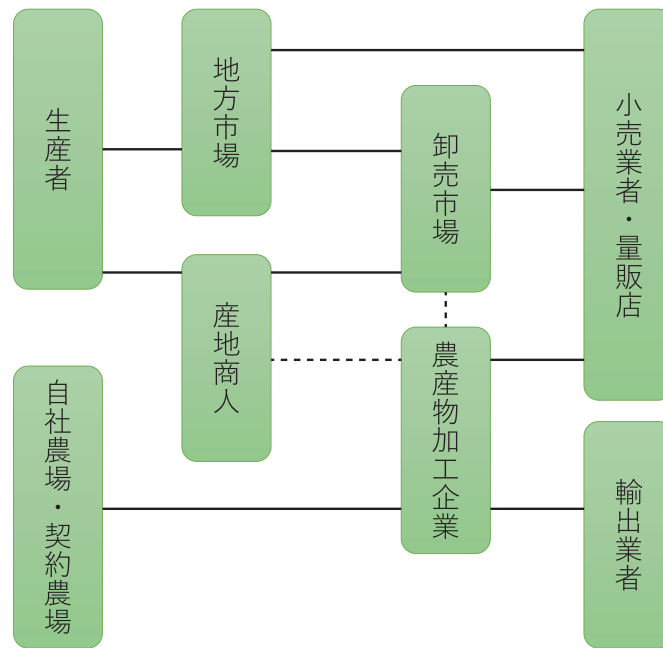 生産者
地方市場
卸売市場
小売業者・量販店
産地商人
農産物加工企業
自社農場・契約農場
輸出業者